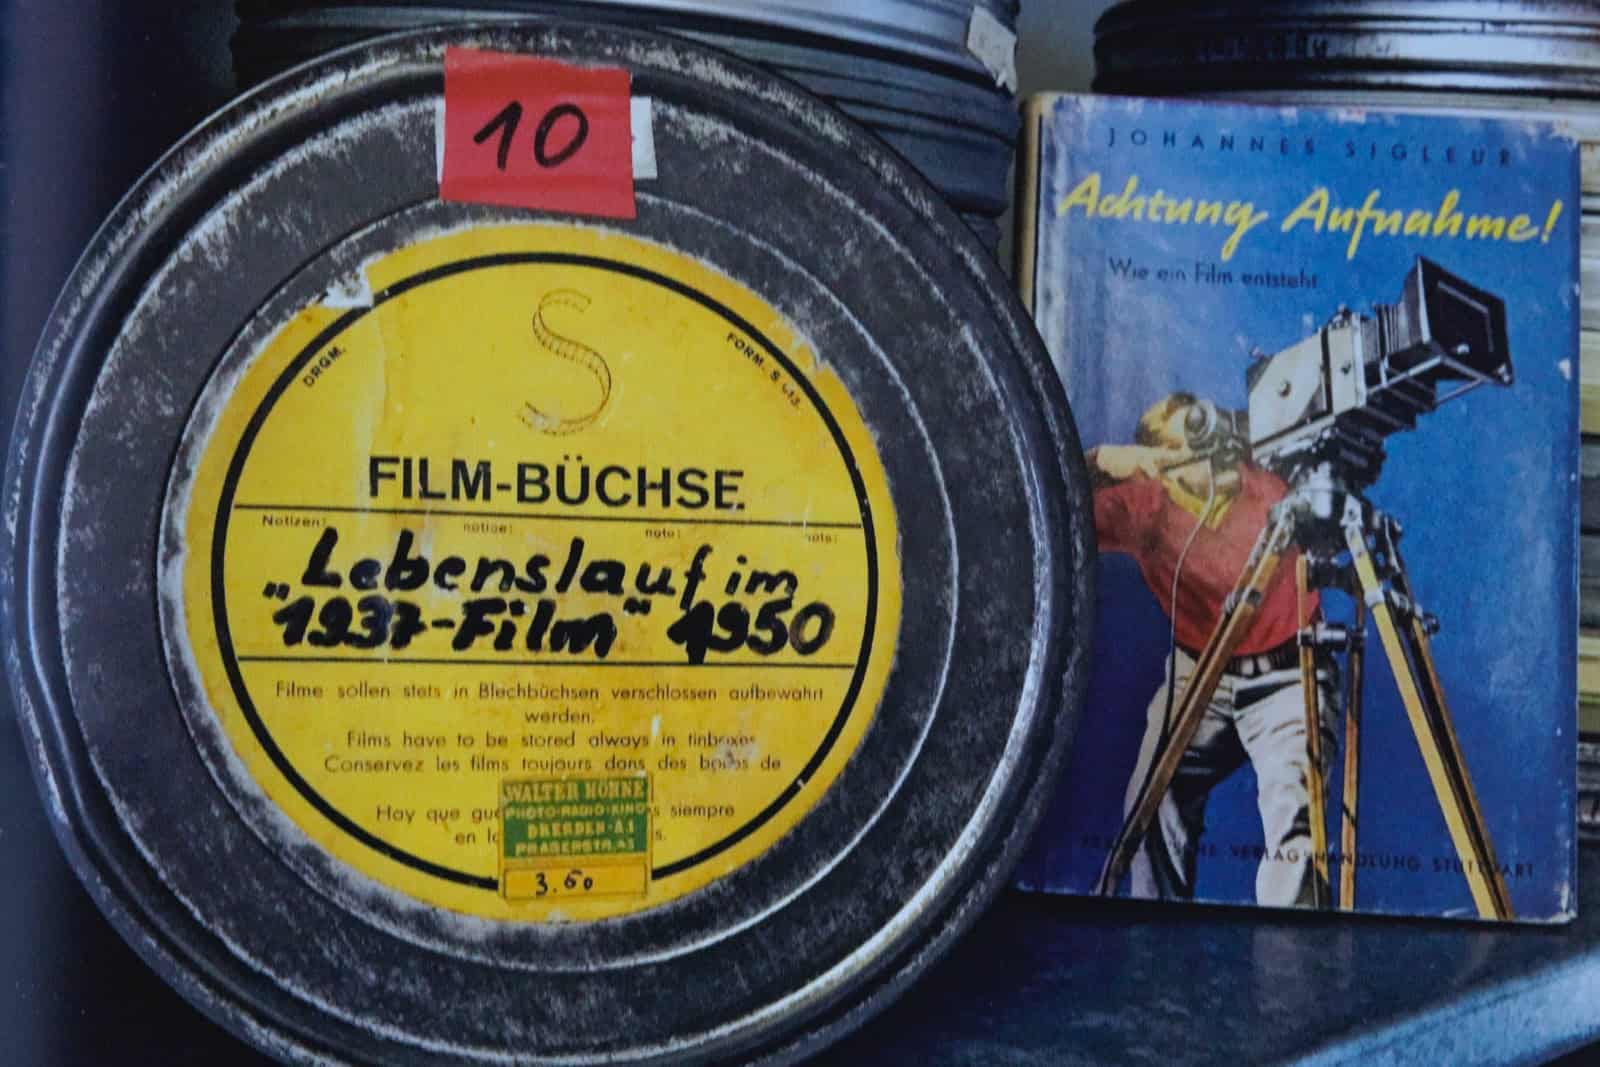 10
DRGM.
FORM. S
FILM-BÜCHSE
Notizen:
notice:
note:
„Lebenslauf im
1937-Film" 1950
Filme sollen stets in Blechbüchsen verschlossen aufbewahrt
werden.
Films have to be stored always in tinboxes
Conservez les films toujours dans des de
Hay que siempre
en
WALTER HÖHNE
PHOTO-RADIO-KINO
DRESDEN-A1
PRAGERSTR.
3.60
JOHANNES SIGLEUR
Achtung Aufnahme!
Wie ein Film entsteht
VERLAGSHANDLUNG STUTTGART